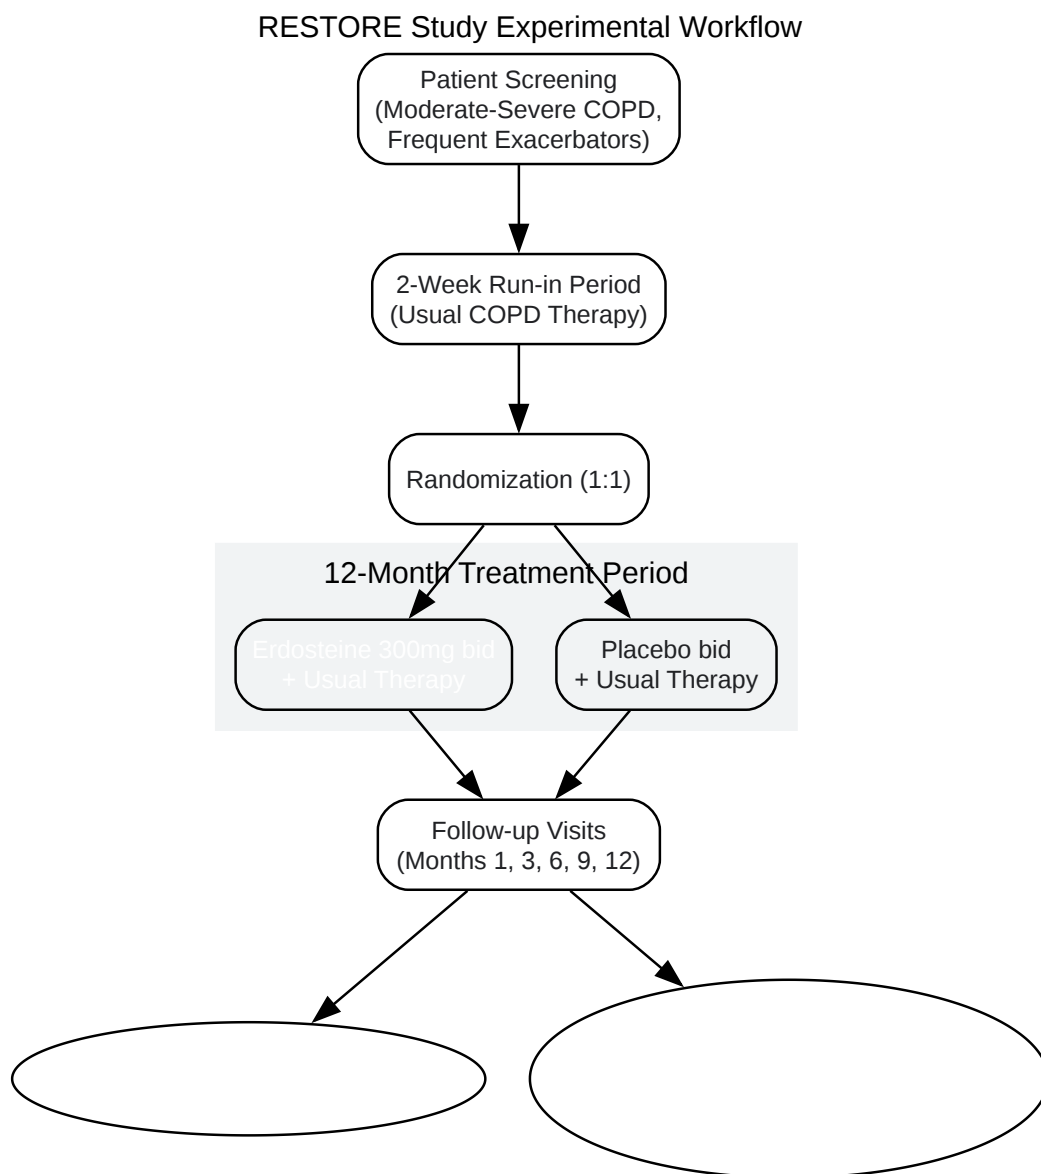 RESTORE Study Experimental Workflow
Patient Screening
(Moderate-Severe COPD,
Frequent Exacerbators)
2-Week Run-in Period
(Usual COPD Therapy)
Randomization (1:1)
12-Month Treatment Period
Erdosteine 300mg bid
+ Usual Therapy
Placebo bid
+ Usual Therapy
Follow-up Visits
(Months 1, 3, 6, 9, 12)